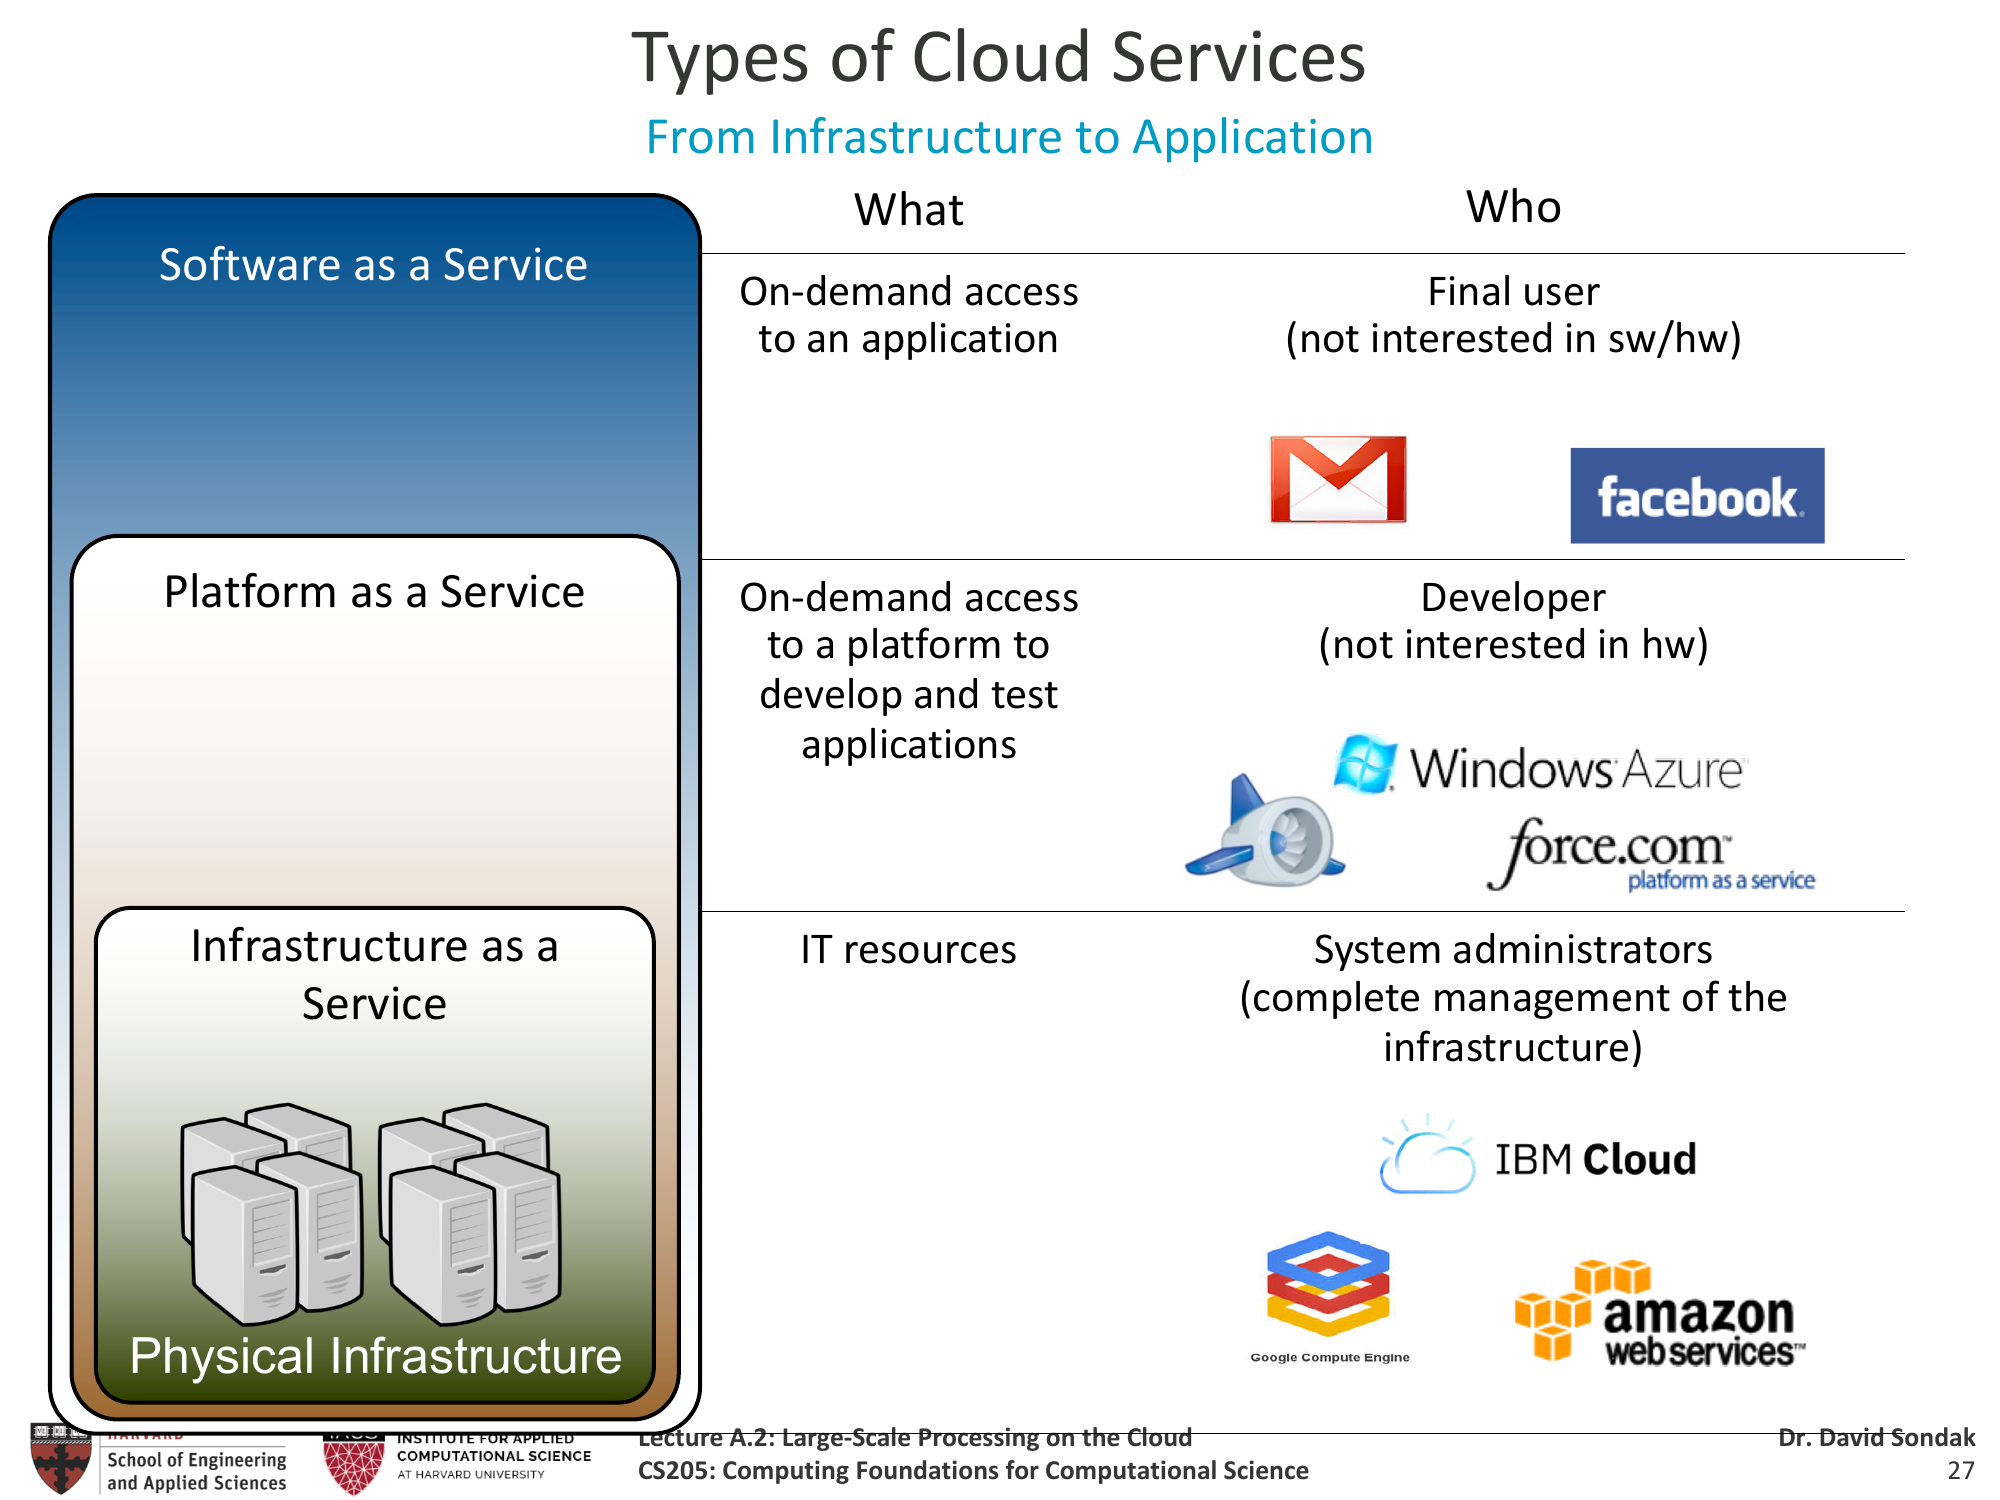 Types of Cloud Services
From Infrastructure to Application
What
Who
Software as a Service
On-demand access
to an application
Final user
(not interested in sw/hw)
facebook
Platform as a Service
On-demand access
to a platform to
develop and test
applications
Developer
(not interested in hw)
Windows Azure
force.com™
platform as a service
Infrastructure as a
Service
Physical Infrastructure
IT resources
System administrators
(complete management of the
infrastructure)
IBM Cloud
Google Compute Engine
amazon
webservices™
HARVARD
School of Engineering
and Applied Sciences
IACS
INSTITUTE FOR APPLIED
COMPUTATIONAL SCIENCE
AT HARVARD UNIVERSITY
Lecture A.2: Large-Scale Processing on the Cloud
CS205: Computing Foundations for Computational Science
Dr. David Sondak
27